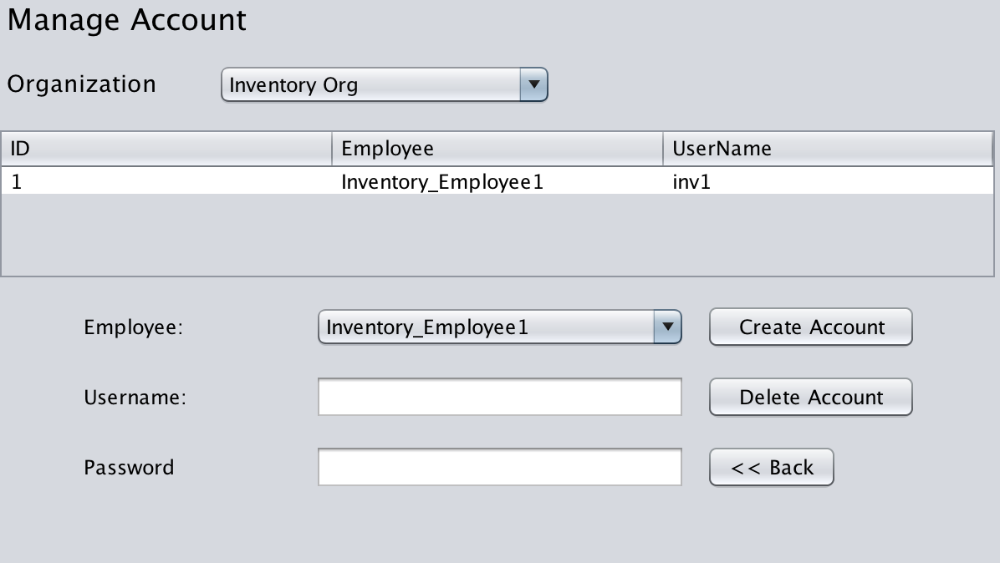 Manage Account
Organization Inventory Org
ID Employee UserName
1 Inventory_Employee1 inv1
Employee: Inventory_Employee1 Create Account
Username: Delete Account
Password << Back